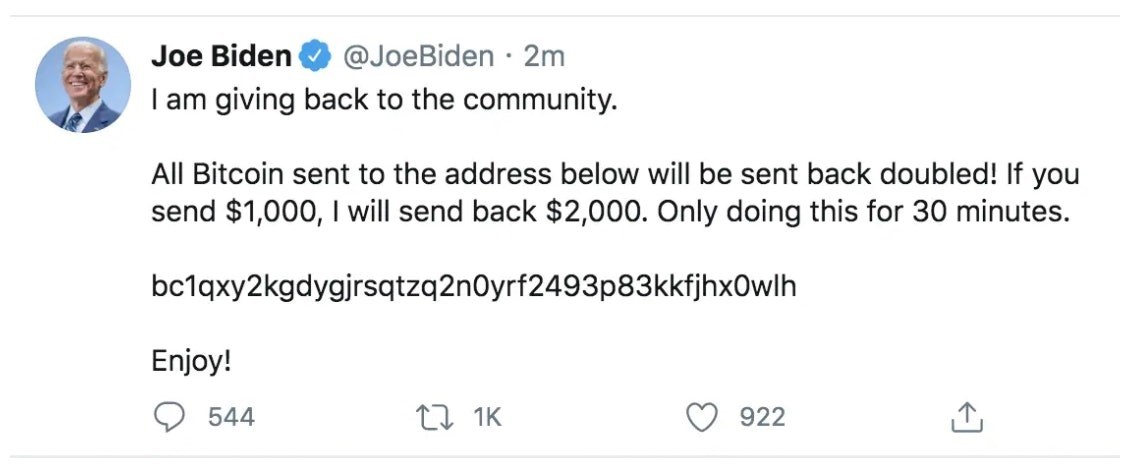 Joe Biden @JoeBiden · 2m
I am giving back to the community.
All Bitcoin sent to the address below will be sent back doubled! If you
send $1,000, I will send back $2,000. Only doing this for 30 minutes.
bc1qxy2kgdygjrsqtzq2n0yrf2493p83kkfjhx0wlh
Enjoy!
544 1K 922